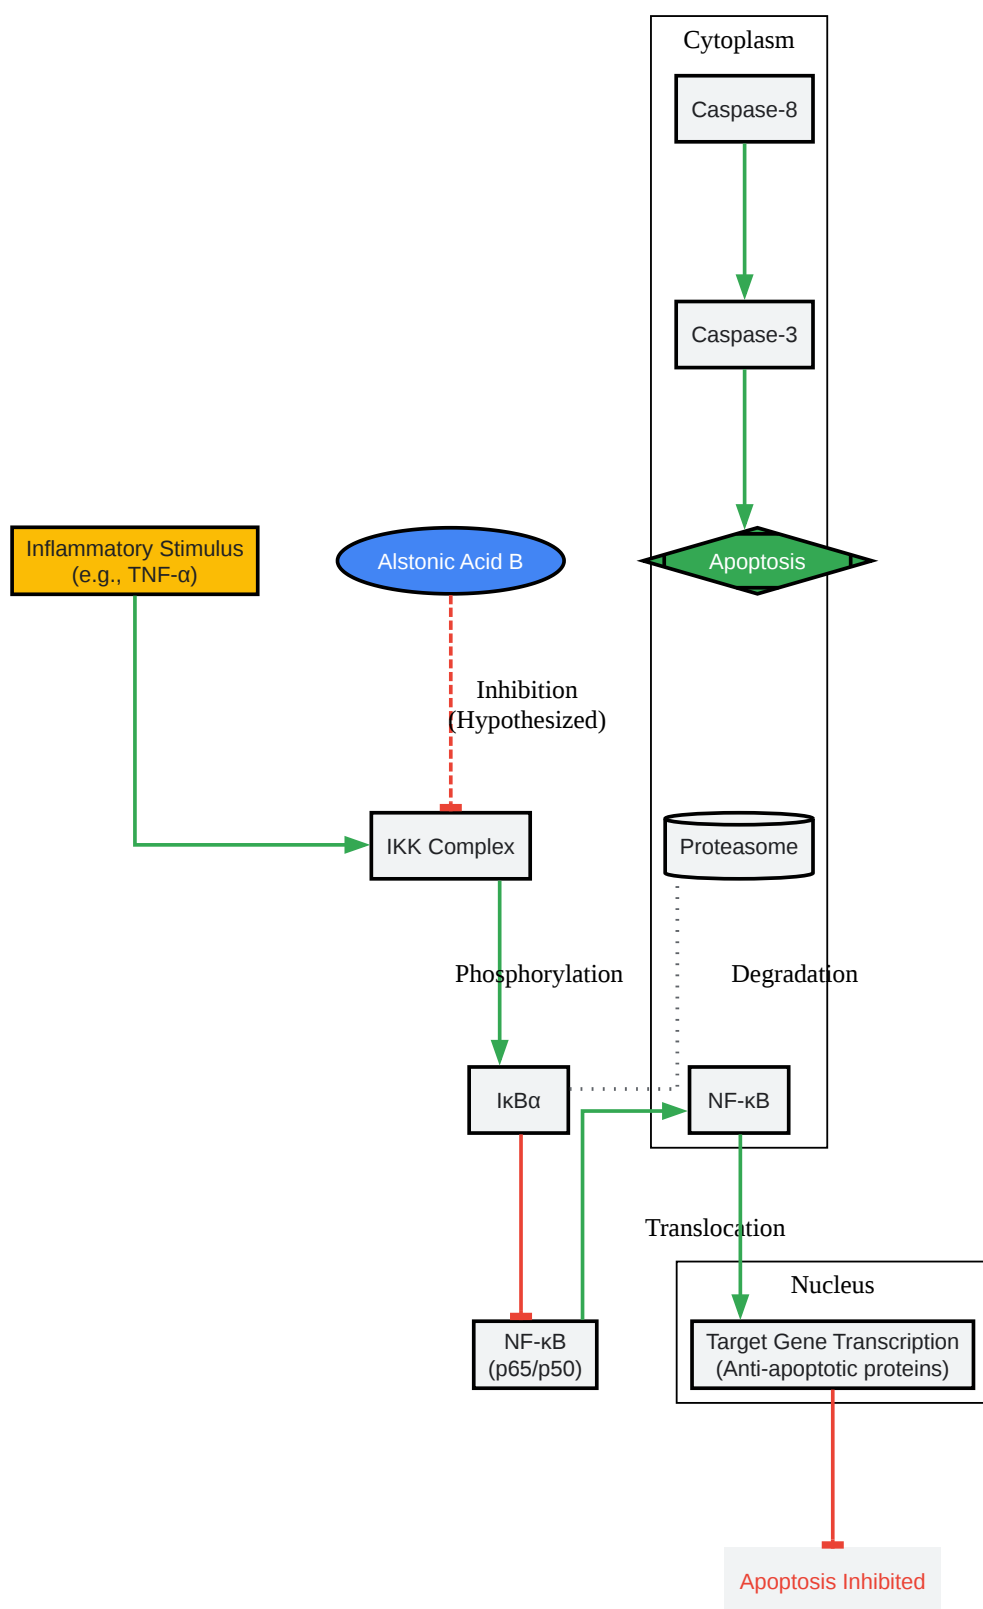 Cytoplasm
Caspase-8
Caspase-3
Inflammatory Stimulus
(e.g., TNF-α)
Alstonic Acid B
Apoptosis
Inhibition
(Hypothesized)
IKK Complex
Proteasome
Phosphorylation
Degradation
IκBα
NF-κB
Translocation
Nucleus
NF-κB
(p65/p50)
Target Gene Transcription
(Anti-apoptotic proteins)
Apoptosis Inhibited